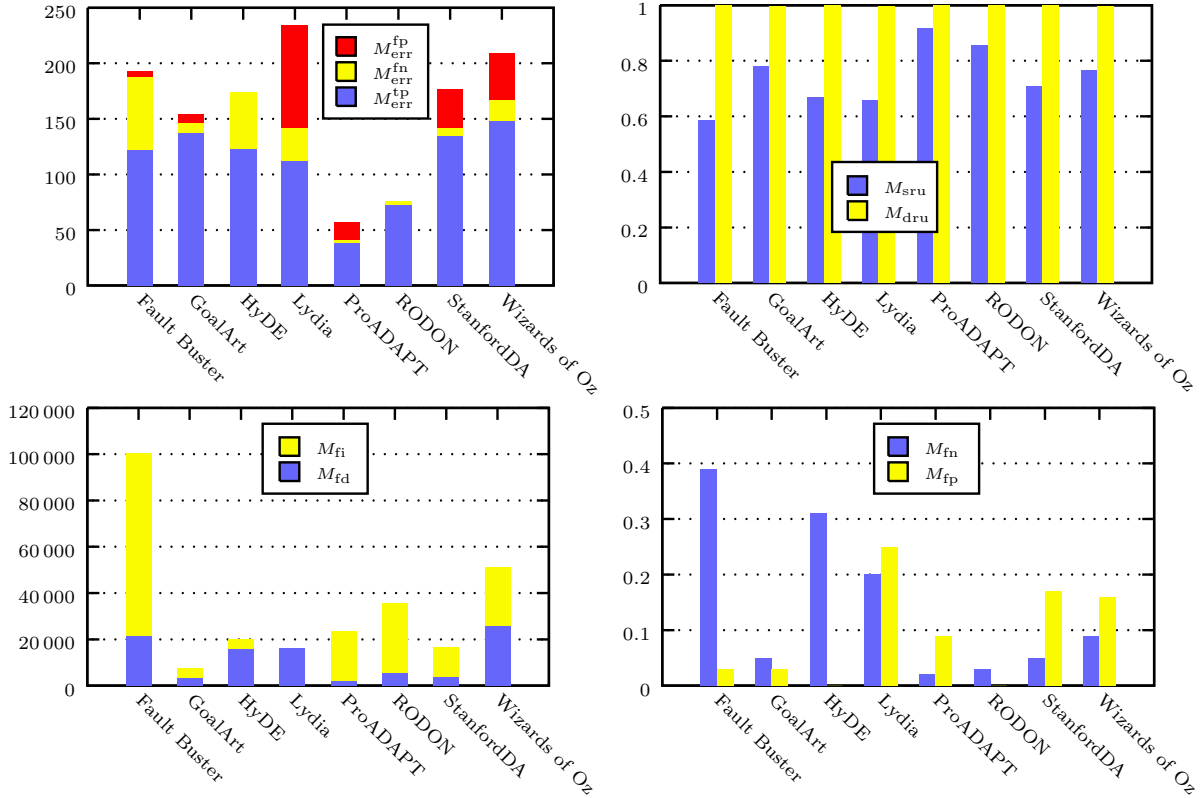 250
200
150
100
50
0
M_err^fp
M_err^fn
M_err^tp
Fault Buster
GoalArt
HyDE
Lydia
ProADAPT
RODON
StanfordDA
Wizards of Oz
1
0.8
0.6
0.4
0.2
0
M_sru
M_dru
Fault Buster
GoalArt
HyDE
Lydia
ProADAPT
RODON
StanfordDA
Wizards of Oz
120 000
100 000
80 000
60 000
40 000
20 000
0
M_fi
M_fd
Fault Buster
GoalArt
HyDE
Lydia
ProADAPT
RODON
StanfordDA
Wizards of Oz
0.5
0.4
0.3
0.2
0.1
0
M_fn
M_fp
Fault Buster
GoalArt
HyDE
Lydia
ProADAPT
RODON
StanfordDA
Wizards of Oz